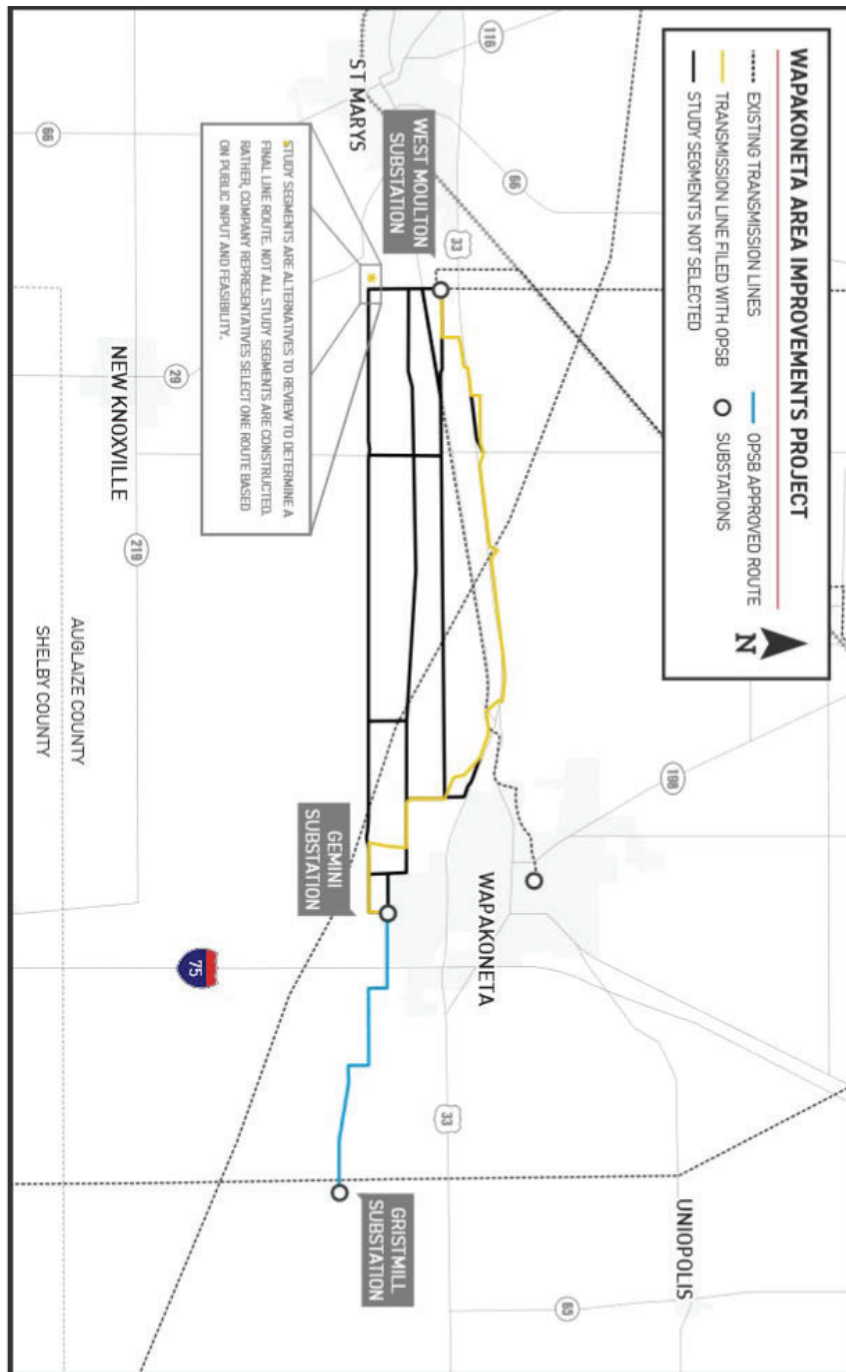 WAPAKONETA AREA IMPROVEMENTS PROJECT
EXISTING TRANSMISSION LINES
TRANSMISSION LINE FILED WITH OPSB
STUDY SEGMENTS NOT SELECTED
OPSB APPROVED ROUTE
SUBSTATIONS
N
116
66
33
ST MARYS
WEST MOULTON
SUBSTATION
198
WAPAKONETA
UNIOPOLIS
33
65
GEMINI
SUBSTATION
GRISTMILL
SUBSTATION
75
*
*STUDY SEGMENTS ARE ALTERNATIVES TO REVIEW TO DETERMINE A
FINAL LINE ROUTE. NOT ALL STUDY SEGMENTS ARE CONSTRUCTED.
RATHER, COMPANY REPRESENTATIVES SELECT ONE ROUTE BASED
ON PUBLIC INPUT AND FEASIBILITY.
66
29
NEW KNOXVILLE
219
AUGLAIZE COUNTY
SHELBY COUNTY